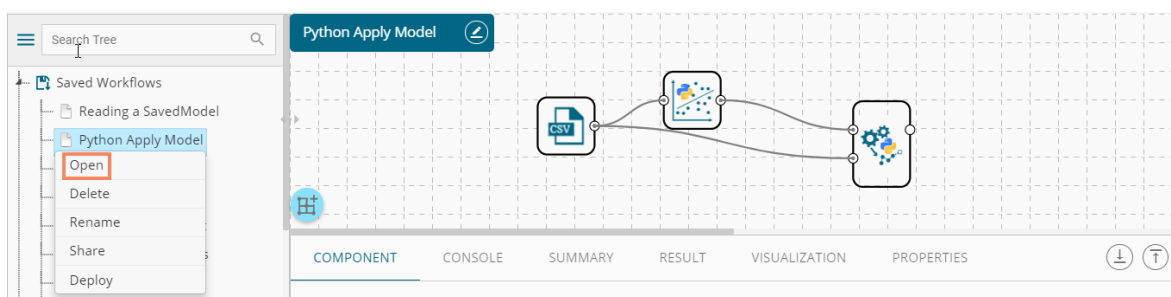 Search Tree
Saved Workflows
Reading a SavedModel
Python Apply Model
Open
Delete
Rename
Share
Deploy
Python Apply Model
CSV
COMPONENT CONSOLE SUMMARY RESULT VISUALIZATION PROPERTIES